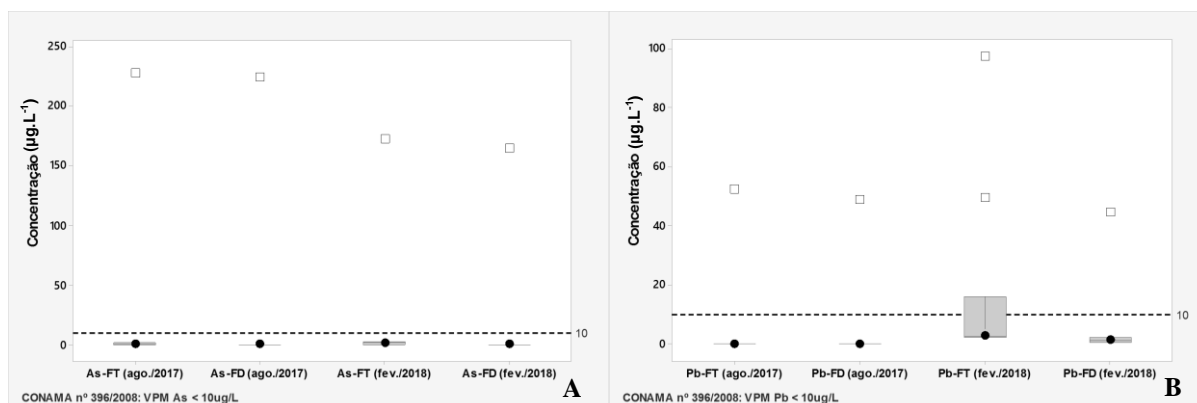 Concentração (µg.L-1)
250
200
150
100
50
0
10
As-FT (ago./2017) As-FD (ago./2017) As-FT (fev./2018) As-FD (fev./2018)
CONAMA nº 396/2008: VPM As < 10ug/L
A
Concentração (µg.L-1)
100
80
60
40
20
0
10
Pb-FT (ago./2017) Pb-FD (ago./2017) Pb-FT (fev./2018) Pb-FD (fev./2018)
CONAMA nº 396/2008: VPM Pb < 10ug/L
B